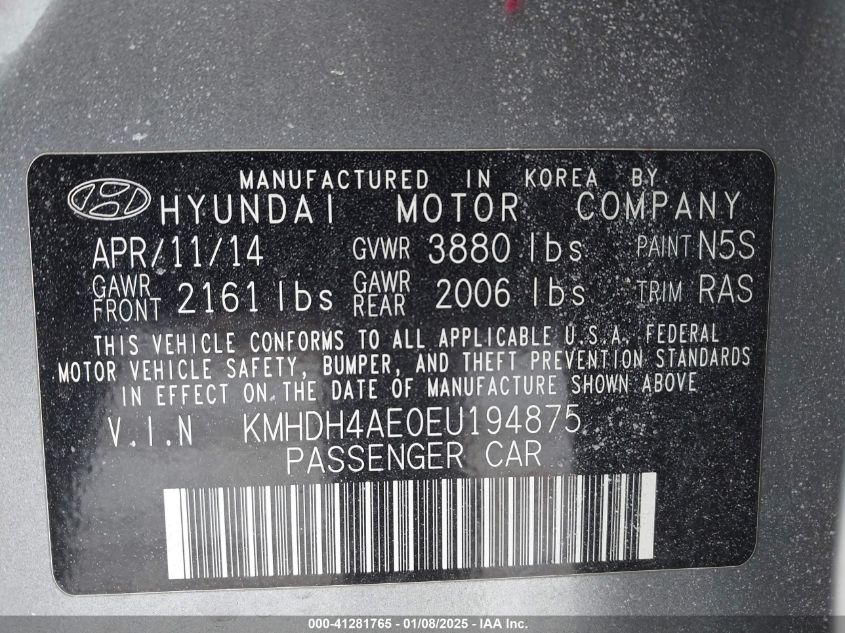 MANUFACTURED IN KOREA BY
HYUNDAI MOTOR COMPANY
APR/11/14 GVWR 3880 lbs PAINT N5S
GAWR FRONT 2161 lbs GAWR REAR 2006 lbs TRIM RAS
THIS VEHICLE CONFORMS TO ALL APPLICABLE U.S.A. FEDERAL
MOTOR VEHICLE SAFETY, BUMPER, AND THEFT PREVENTION STANDARDS
IN EFFECT ON THE DATE OF MANUFACTURE SHOWN ABOVE
V.I.N KMHDH4AE0EU194875
PASSENGER CAR
000-41281765 - 01/08/2025 - IAA Inc.